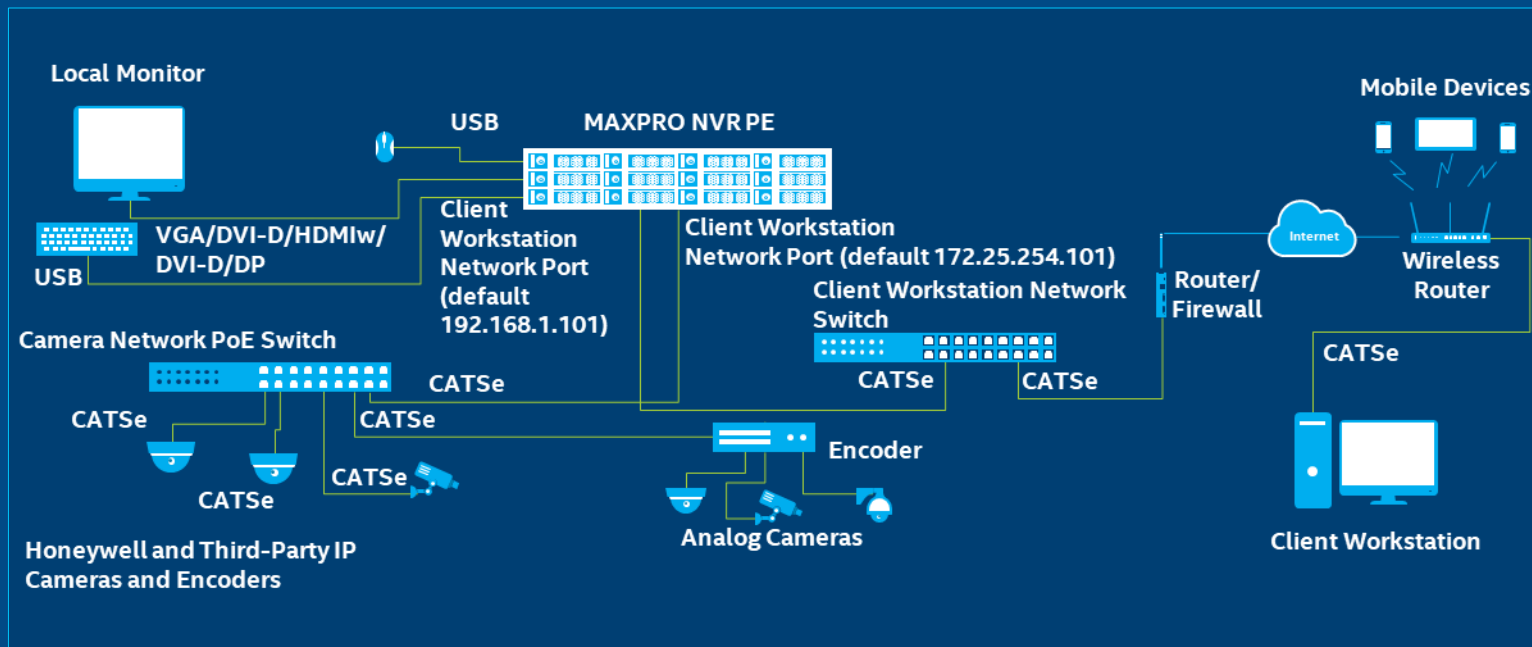 Local Monitor
USB
MAXPRO NVR PE
Mobile Devices
Client
Workstation
Network Port
(default
192.168.1.101)
Client Workstation
Network Port (default 172.25.254.101)
VGA/DVI-D/HDMIw/
DVI-D/DP
USB
Internet
Wireless
Router
Router/
Firewall
Client Workstation Network
Switch
Camera Network PoE Switch
CATSe
CATSe
CATSe
CATSe
CATSe
CATSe
CATSe
CATSe
Encoder
Analog Cameras
Client Workstation
Honeywell and Third-Party IP
Cameras and Encoders